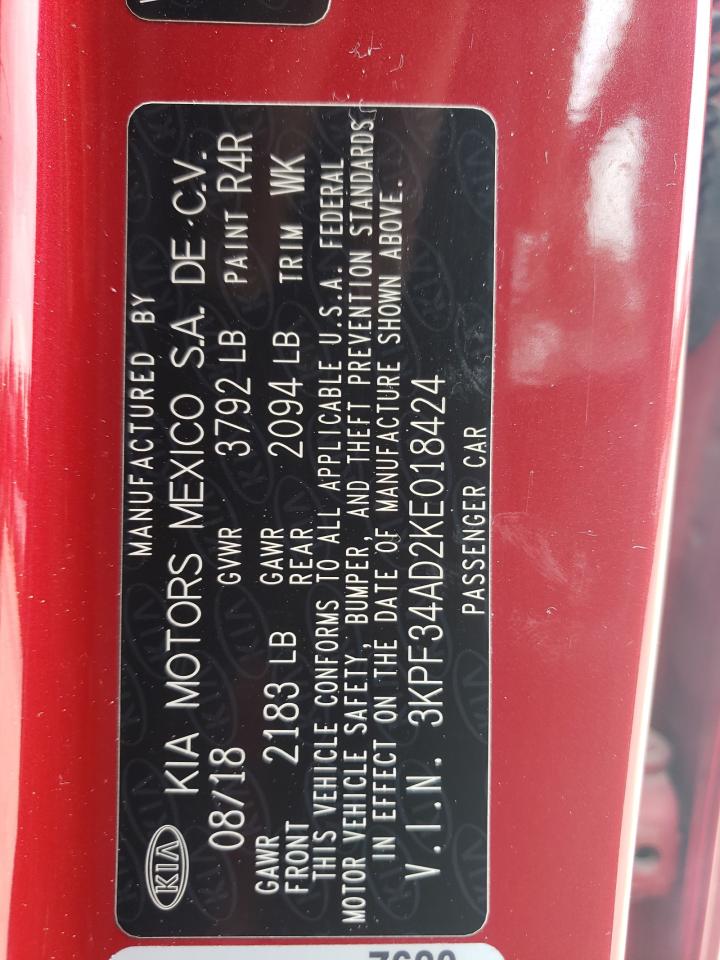 MANUFACTURED BY
KIA KIA MOTORS MEXICO S.A. DE C.V.
08/18 GVWR 3792 LB PAINT R4R
GAWR FRONT 2183 LB GAWR REAR 2094 LB TRIM WK
THIS VEHICLE CONFORMS TO ALL APPLICABLE U.S.A. FEDERAL
MOTOR VEHICLE SAFETY, BUMPER, AND THEFT PREVENTION STANDARDS
IN EFFECT ON THE DATE OF MANUFACTURE SHOWN ABOVE.
V.I.N. 3KPF34AD2KE018424
PASSENGER CAR